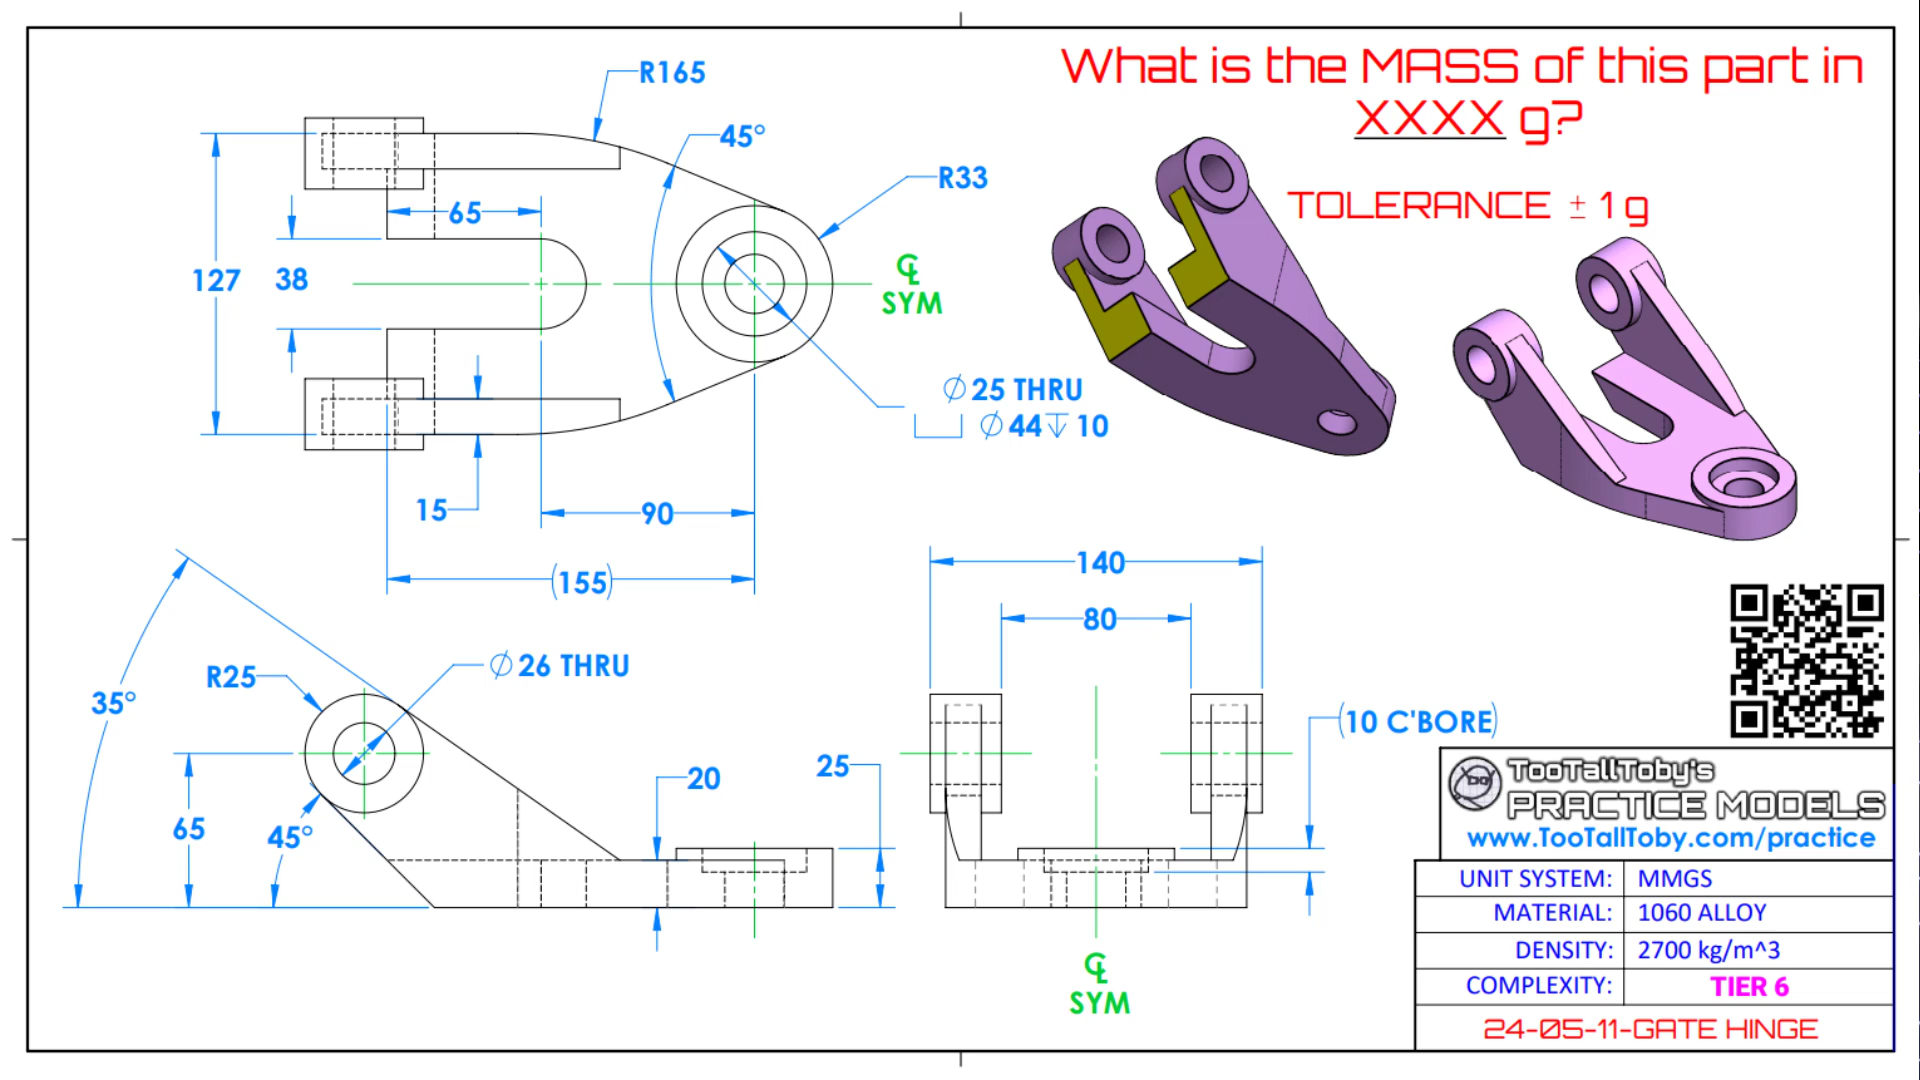 What is the MASS of this part in
XXXX g?
TOLERANCE ± 1 g
R165
45°
R33
65
127
38
℄
SYM
⌀25 THRU
⌴ ⌀44↧10
15
90
(155)
35°
R25
⌀26 THRU
65
45°
20
25
140
80
(10 C'BORE)
℄
SYM
TooTallToby's
PRACTICE MODELS
www.TooTallToby.com/practice
UNIT SYSTEM: MMGS
MATERIAL: 1060 ALLOY
DENSITY: 2700 kg/m^3
COMPLEXITY: TIER 6
24-05-11-GATE HINGE